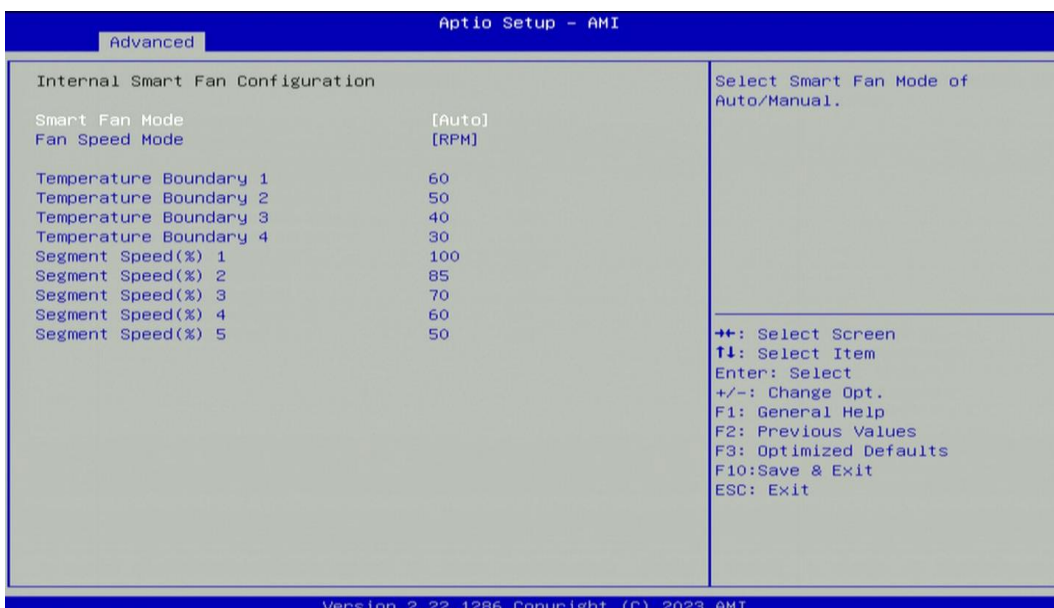 Aptio Setup – AMI
Advanced
Internal Smart Fan Configuration
Smart Fan Mode [Auto]
Fan Speed Mode [RPM]
Temperature Boundary 1 60
Temperature Boundary 2 50
Temperature Boundary 3 40
Temperature Boundary 4 30
Segment Speed(%) 1 100
Segment Speed(%) 2 85
Segment Speed(%) 3 70
Segment Speed(%) 4 60
Segment Speed(%) 5 50
Select Smart Fan Mode of
Auto/Manual.
→←: Select Screen
↑↓: Select Item
Enter: Select
+/-: Change Opt.
F1: General Help
F2: Previous Values
F3: Optimized Defaults
F10:Save & Exit
ESC: Exit
Version 2.22.1286 Copyright (C) 2023 AMI